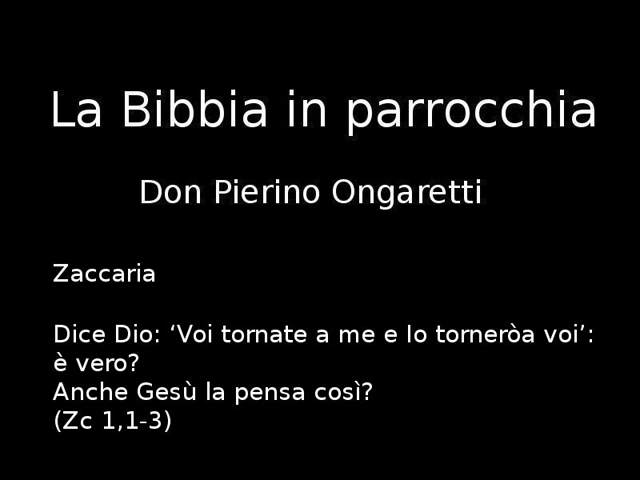 La Bibbia in parrocchia
Don Pierino Ongaretti
Zaccaria
Dice Dio: ‘Voi tornate a me e Io torneròa voi’:
è vero?
Anche Gesù la pensa così?
(Zc 1,1-3)